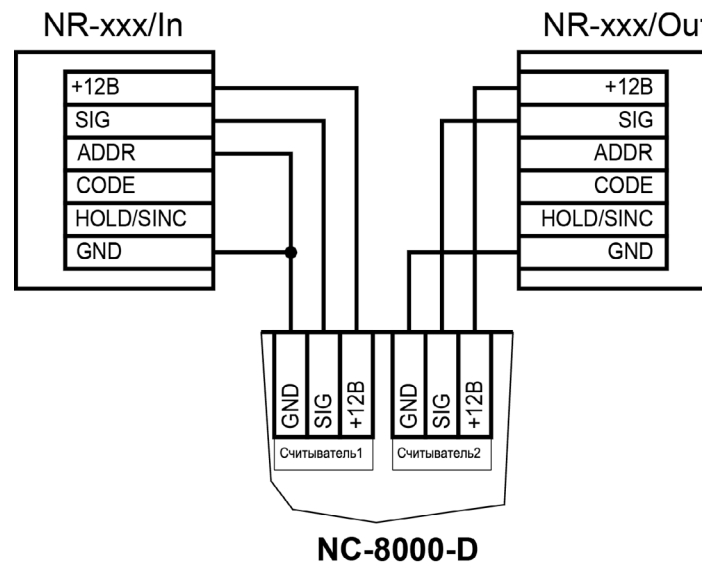 NR-xxx/In
NR-xxx/Out
+12В
SIG
ADDR
CODE
HOLD/SINC
GND
+12В
SIG
ADDR
CODE
HOLD/SINC
GND
GND
SIG
+12В
GND
SIG
+12В
Считыватель1
Считыватель2
NC-8000-D